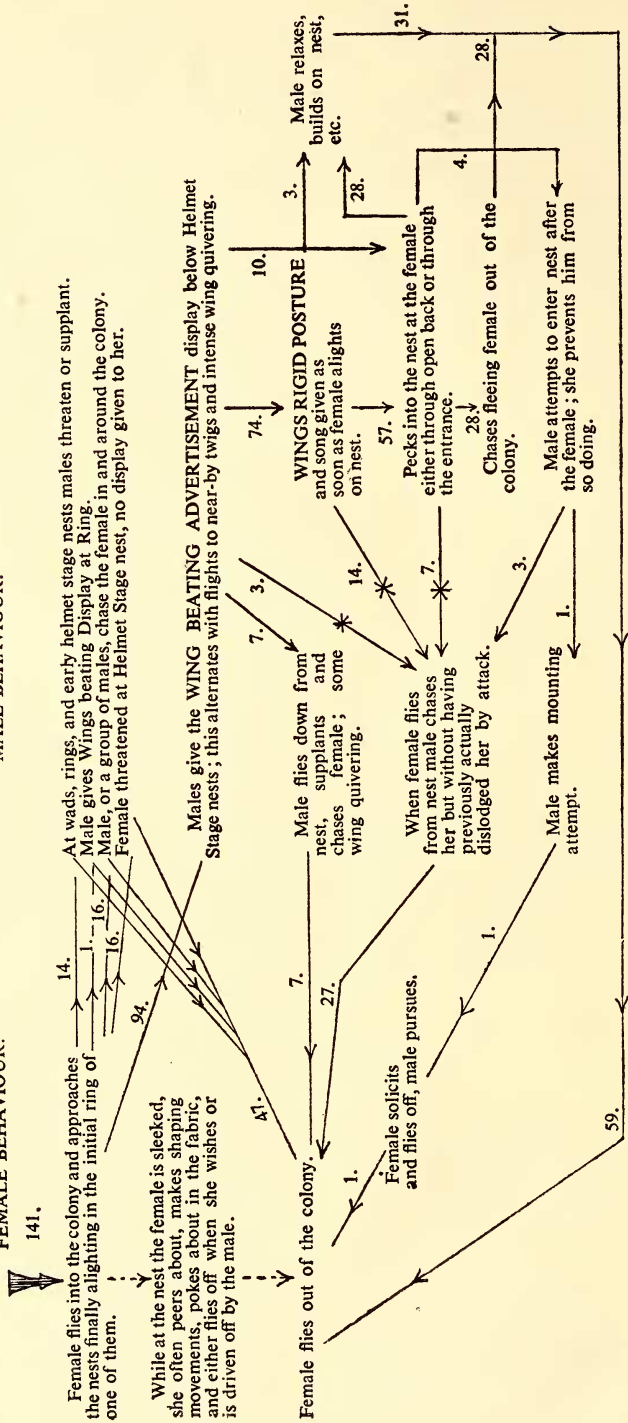 FEMALE BEHAVIOUR.
MALE BEHAVIOUR.
141.
Female flies into the colony and approaches
the nests finally alighting in the initial ring of
one of them.
14.
1.
16.
16.
At wads, rings, and early helmet stage nests males threaten or supplant.
Male gives Wings beating Display at Ring.
Male, or a group of males, chase the female in and around the colony.
Female threatened at Helmet Stage nest, no display given to her.
94.
While at the nest the female is sleeked,
she often peers about, makes shaping
movements, pokes about in the fabric,
and either flies off when she wishes or
is driven off by the male.
47.
Males give the WING BEATING ADVERTISEMENT display below Helmet
Stage nests ; this alternates with flights to near-by twigs and intense wing quivering.
7.
3.
74.
10.
3.
Female flies out of the colony.
7.
27.
Male flies down from
nest, supplants and
chases female ; some
wing quivering.
14.
WINGS RIGID POSTURE
and song given as
soon as female alights
on nest.
Male relaxes,
builds on nest,
etc.
31.
57.
28.
1.
When female flies
from nest male chases
her but without having
previously actually
dislodged her by attack.
7.
Pecks into the nest at the female
either through open back or through
the entrance.
28.
4.
28.
Female solicits
and flies off, male pursues.
Chases fleeing female out of the
colony.
1.
3.
Male makes mounting
attempt.
1.
Male attempts to enter nest after
the female ; she prevents him from
so doing.
59.